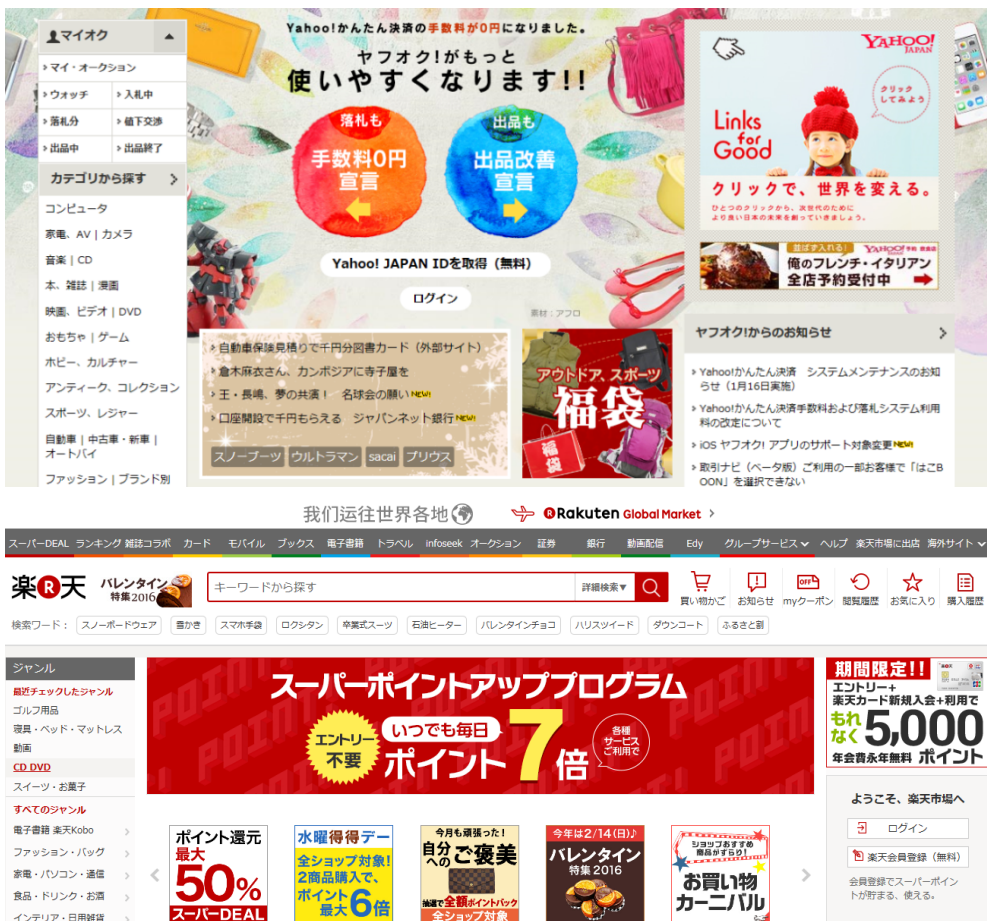 マイオク
マイ・オークション
ウォッチ
入札中
落札分
値下交渉
出品中
出品終了
カテゴリから探す
コンピュータ
家電、AV | カメラ
音楽 | CD
本、雑誌 | 漫画
映画、ビデオ | DVD
おもちゃ | ゲーム
ホビー、カルチャー
アンティーク、コレクション
スポーツ、レジャー
自動車 | 中古車・新車 |
オートバイ
ファッション | ブランド別
Yahoo!かんたん決済の手数料が0円になりました。
ヤフオク!がもっと
使いやすくなります!!
落札も
手数料0円
宣言
出品も
出品改善
宣言
Yahoo! JAPAN IDを取得（無料）
ログイン
素材：アフロ
自動車保険見積りで千円分図書カード（外部サイト）
倉木麻衣さん、カンボジアに寺子屋を
王・長嶋、夢の共演！ 名球会の願い NEW!
口座開設で千円もらえる ジャパンネット銀行 NEW!
スノーブーツ
ウルトラマン
sacai
プリウス
アウトドア、スポーツ
福袋
福袋
YAHOO!
JAPAN
クリック
してみよう
Links
for
Good
クリックで、世界を変える。
ひとつのクリックから、次世代のために
より良い日本の未来を創っていきましょう。
並ばず入れる!
YAHOO!予約 飲食店
俺のフレンチ・イタリアン
全店予約受付中
ヤフオク!からのお知らせ
Yahoo!かんたん決済 システムメンテナンスのお知
らせ（1月16日実施）
Yahoo!かんたん決済手数料および落札システム利用
料の改定について
iOS ヤフオク! アプリのサポート対象変更 NEW!
取引ナビ（ベータ版）ご利用の一部お客様で「はこB
OON」を選択できない
我们运往世界各地
Rakuten Global Market
スーパーDEAL ランキング 雑誌コラボ カード モバイル ブックス 電子書籍 トラベル infoseek オークション 証券 銀行 動画配信 Edy グループサービス ヘルプ 楽天市場に出店 海外サイト
楽R天
バレンタイン
特集2016
キーワードから探す
詳細検索▼
買い物かご
お知らせ
OFF
myクーポン
閲覧履歴
お気に入り
購入履歴
検索ワード：
スノーボードウェア
雪かき
スマホ手袋
ロクシタン
卒業式スーツ
石油ヒーター
バレンタインチョコ
ハリスツイード
ダウンコート
ふるさと割
ジャンル
最近チェックしたジャンル
ゴルフ用品
寝具・ベッド・マットレス
動画
CD DVD
スイーツ・お菓子
すべてのジャンル
電子書籍 楽天Kobo
ファッション・バッグ
家電・パソコン・通信
食品・ドリンク・お酒
インテリア・日用雑貨
スーパーポイントアッププログラム
エントリー
不要
いつでも毎日
ポイント7倍
各種
サービス
ご利用で
ポイント還元
最大
50%
スーパーDEAL
水曜得得デー
全ショップ対象!
2商品購入で、
ポイント
最大6倍
今月も頑張った!
自分へのご褒美
抽選で全額ポイントバック
全ショップ対象
今年は2/14(日)♪
バレンタイン
特集 2016
ショップおすすめ
商品がずらり!
お買い物
カーニバル
期間限定!!
エントリー+
楽天カード新規入会+利用で
もれなく5,000
年会費永年無料 ポイント
ようこそ、楽天市場へ
ログイン
楽天会員登録（無料）
会員登録でスーパーポイン
トが貯まる、使える。